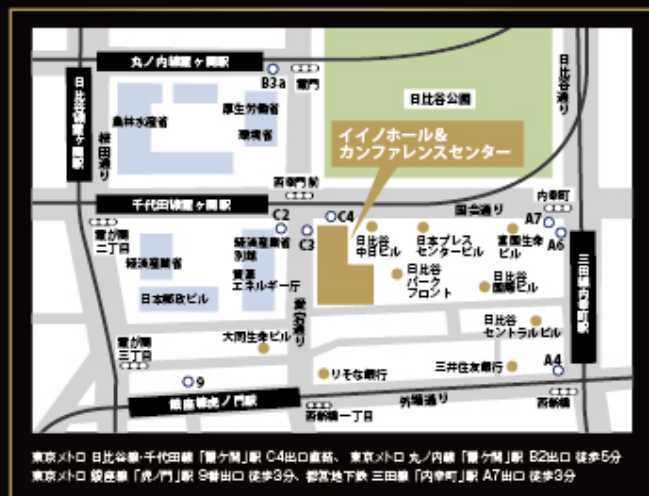 丸ノ内線霞ヶ関駅
B3a
霞門
日比谷通り
日比谷公園
日比谷線霞ヶ関駅
桜田通り
農林水産省
厚生労働省
環境省
イイノホール&
カンファレンスセンター
西幸門前
千代田線霞ヶ関駅
国会通り
内幸町
C2
C3
C4
A7
A6
霞が関
二丁目
経済産業省
経済産業省
別館
資源
エネルギー庁
日本郵政ビル
愛宕通り
日比谷
中日ビル
日本プレス
センタービル
富国生命
ビル
日比谷
パーク
フロント
日比谷
国際ビル
三田線内幸町駅
日比谷
セントラルビル
大同生命ビル
霞が関
三丁目
9
銀座線虎ノ門駅
りそな銀行
三井住友銀行
A4
西新橋一丁目
外堀通り
西新橋
東京メトロ 日比谷線・千代田線「霞ケ関」駅 C4出口直結、 東京メトロ 丸ノ内線「霞ケ関」駅 B2出口 徒歩5分
東京メトロ 銀座線「虎ノ門」駅 9番出口 徒歩3分、都営地下鉄 三田線「内幸町」駅 A7出口 徒歩3分